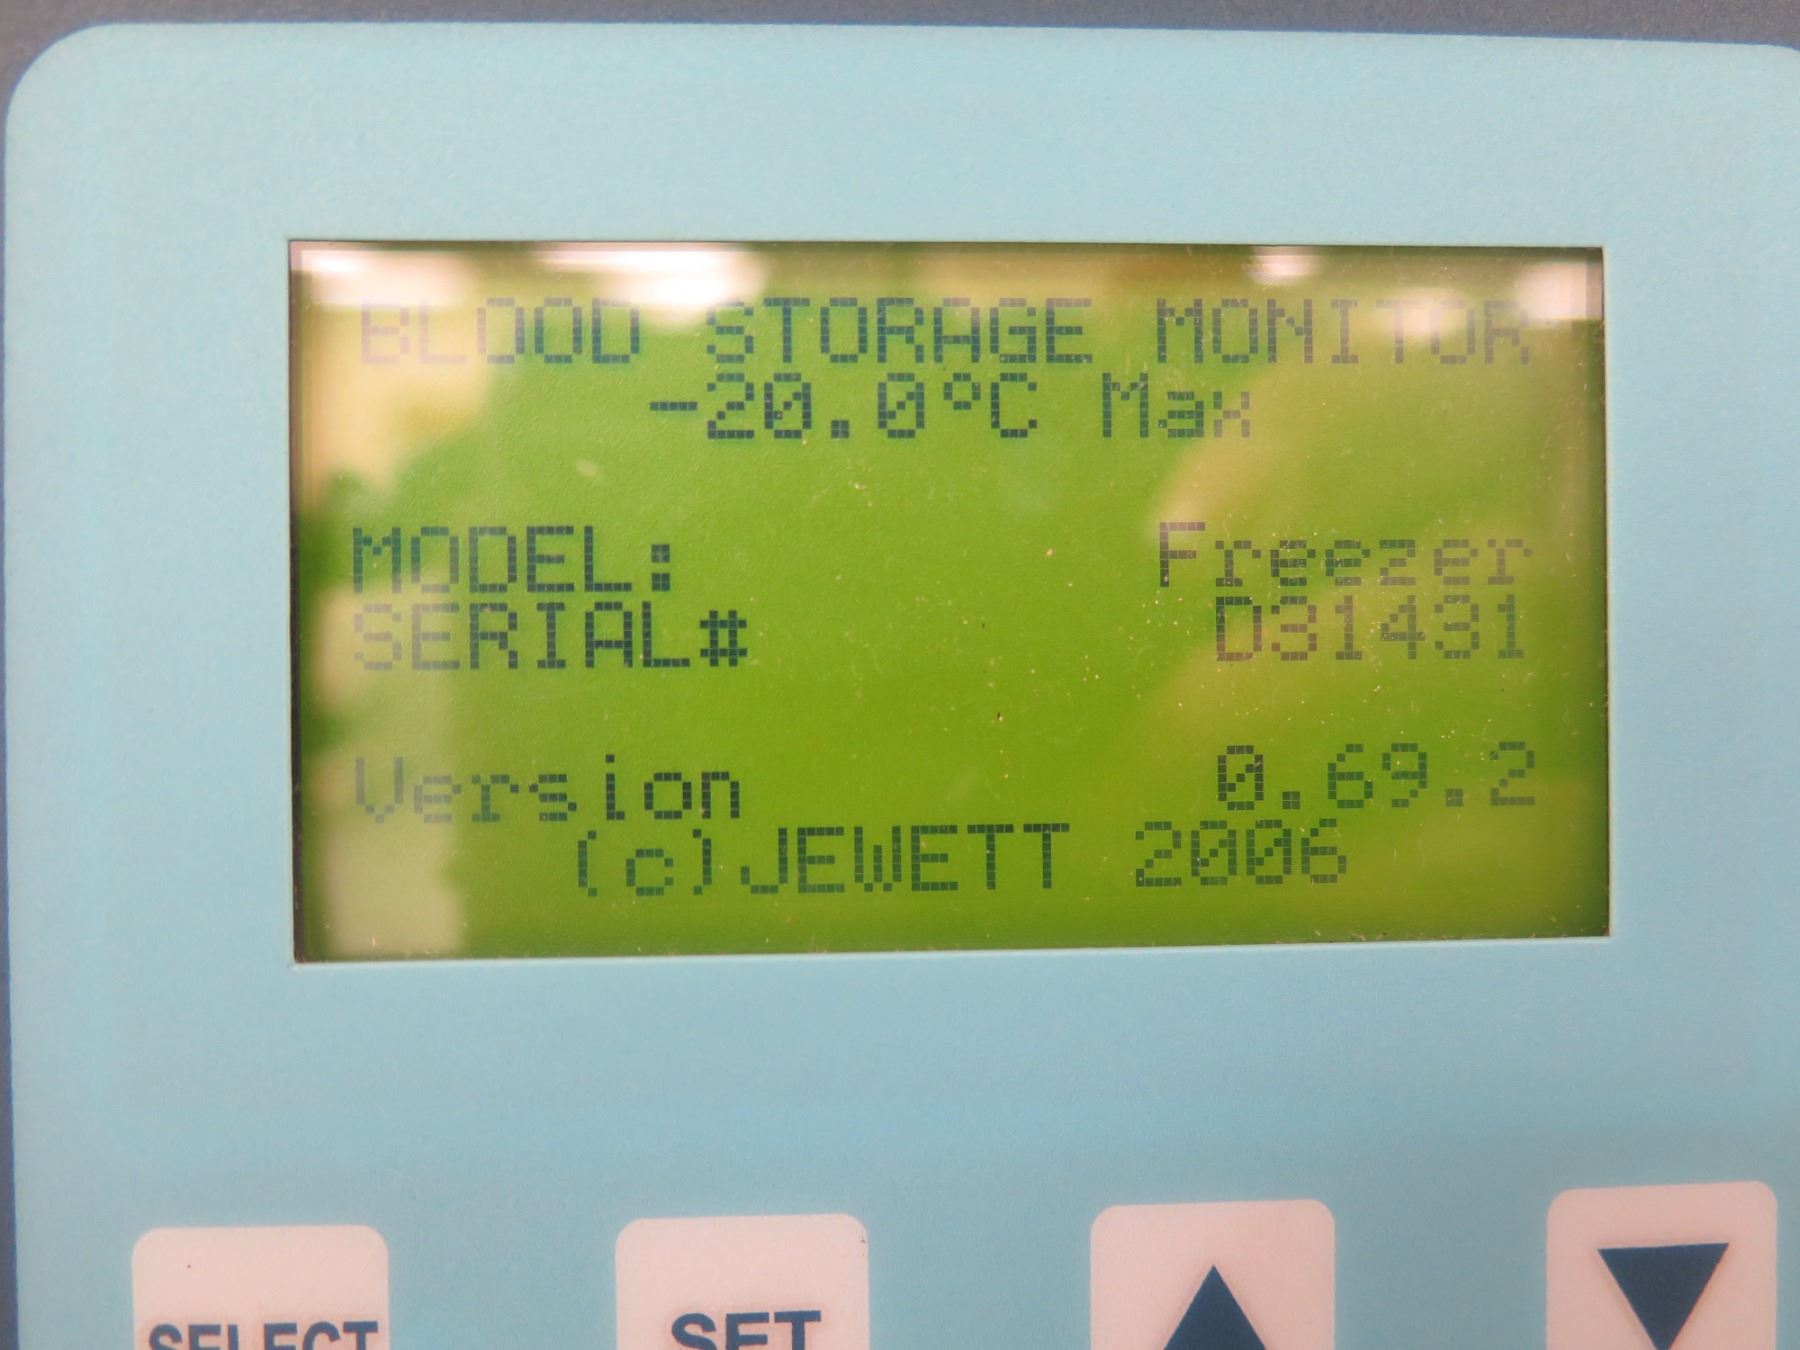 BLOOD STORAGE MONITOR
-20.0°C Max
MODEL: Freezer
SERIAL# D31431
Version 0.69.2
(c)JEWETT 2006
SELECT SET